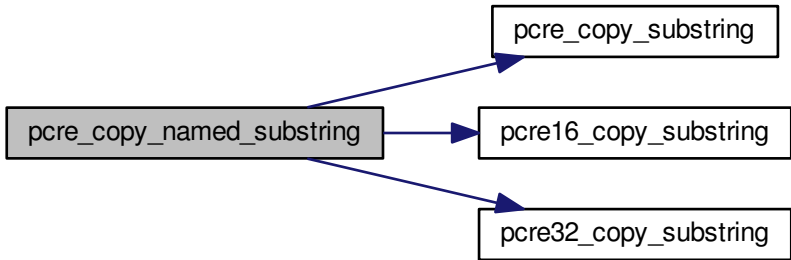 pcre_copy_substring
pcre_copy_named_substring
pcre16_copy_substring
pcre32_copy_substring